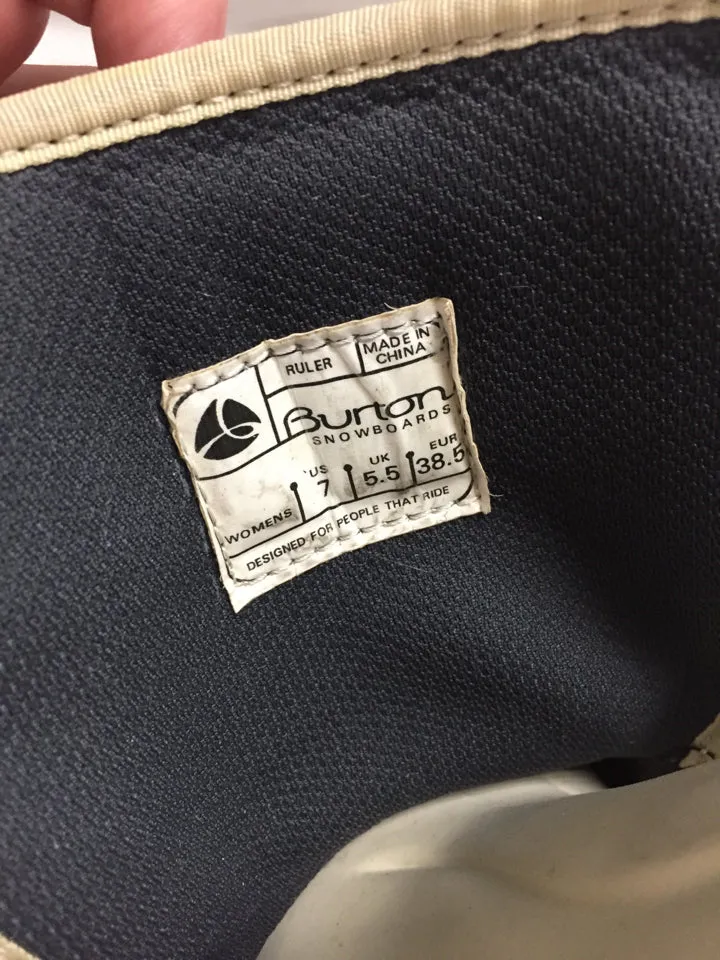 RULER
MADE IN
CHINA
Burton
SNOWBOARDS
WOMENS
US UK EUR
7 5.5 38.5
DESIGNED FOR PEOPLE THAT RIDE